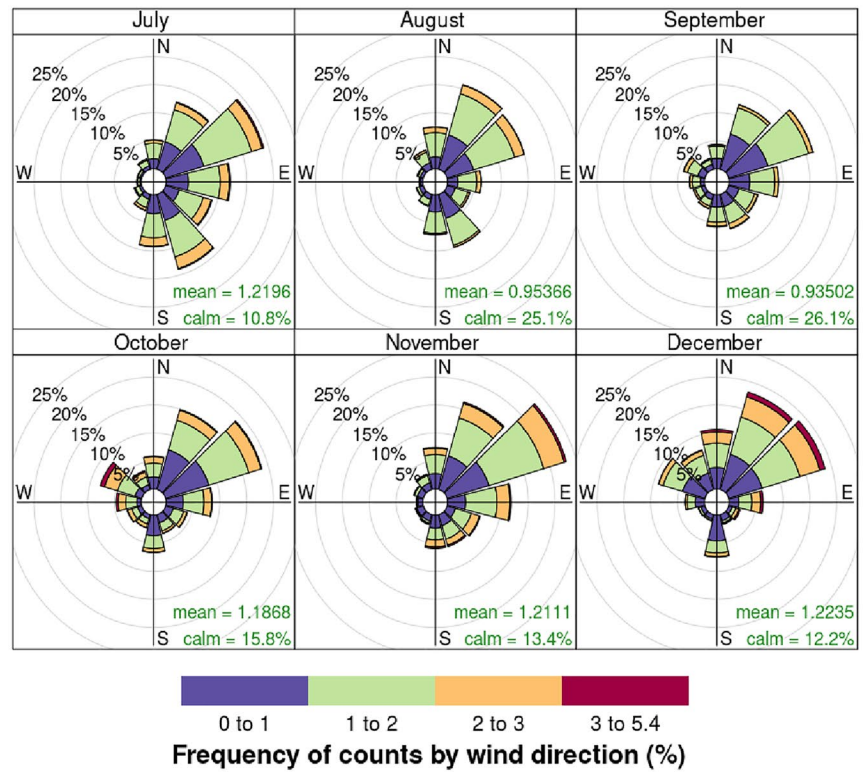 July
August
September
N
25%
20%
15%
10%
5%
W
E
mean = 1.2196
S
calm = 10.8%
N
25%
20%
15%
10%
5%
W
E
mean = 0.95366
S
calm = 25.1%
N
25%
20%
15%
10%
5%
W
E
mean = 0.93502
S
calm = 26.1%
October
November
December
N
25%
20%
15%
10%
5%
W
E
mean = 1.1868
S
calm = 15.8%
N
25%
20%
15%
10%
5%
W
E
mean = 1.2111
S
calm = 13.4%
N
25%
20%
15%
10%
5%
W
E
mean = 1.2235
S
calm = 12.2%
0 to 1
1 to 2
2 to 3
3 to 5.4
Frequency of counts by wind direction (%)